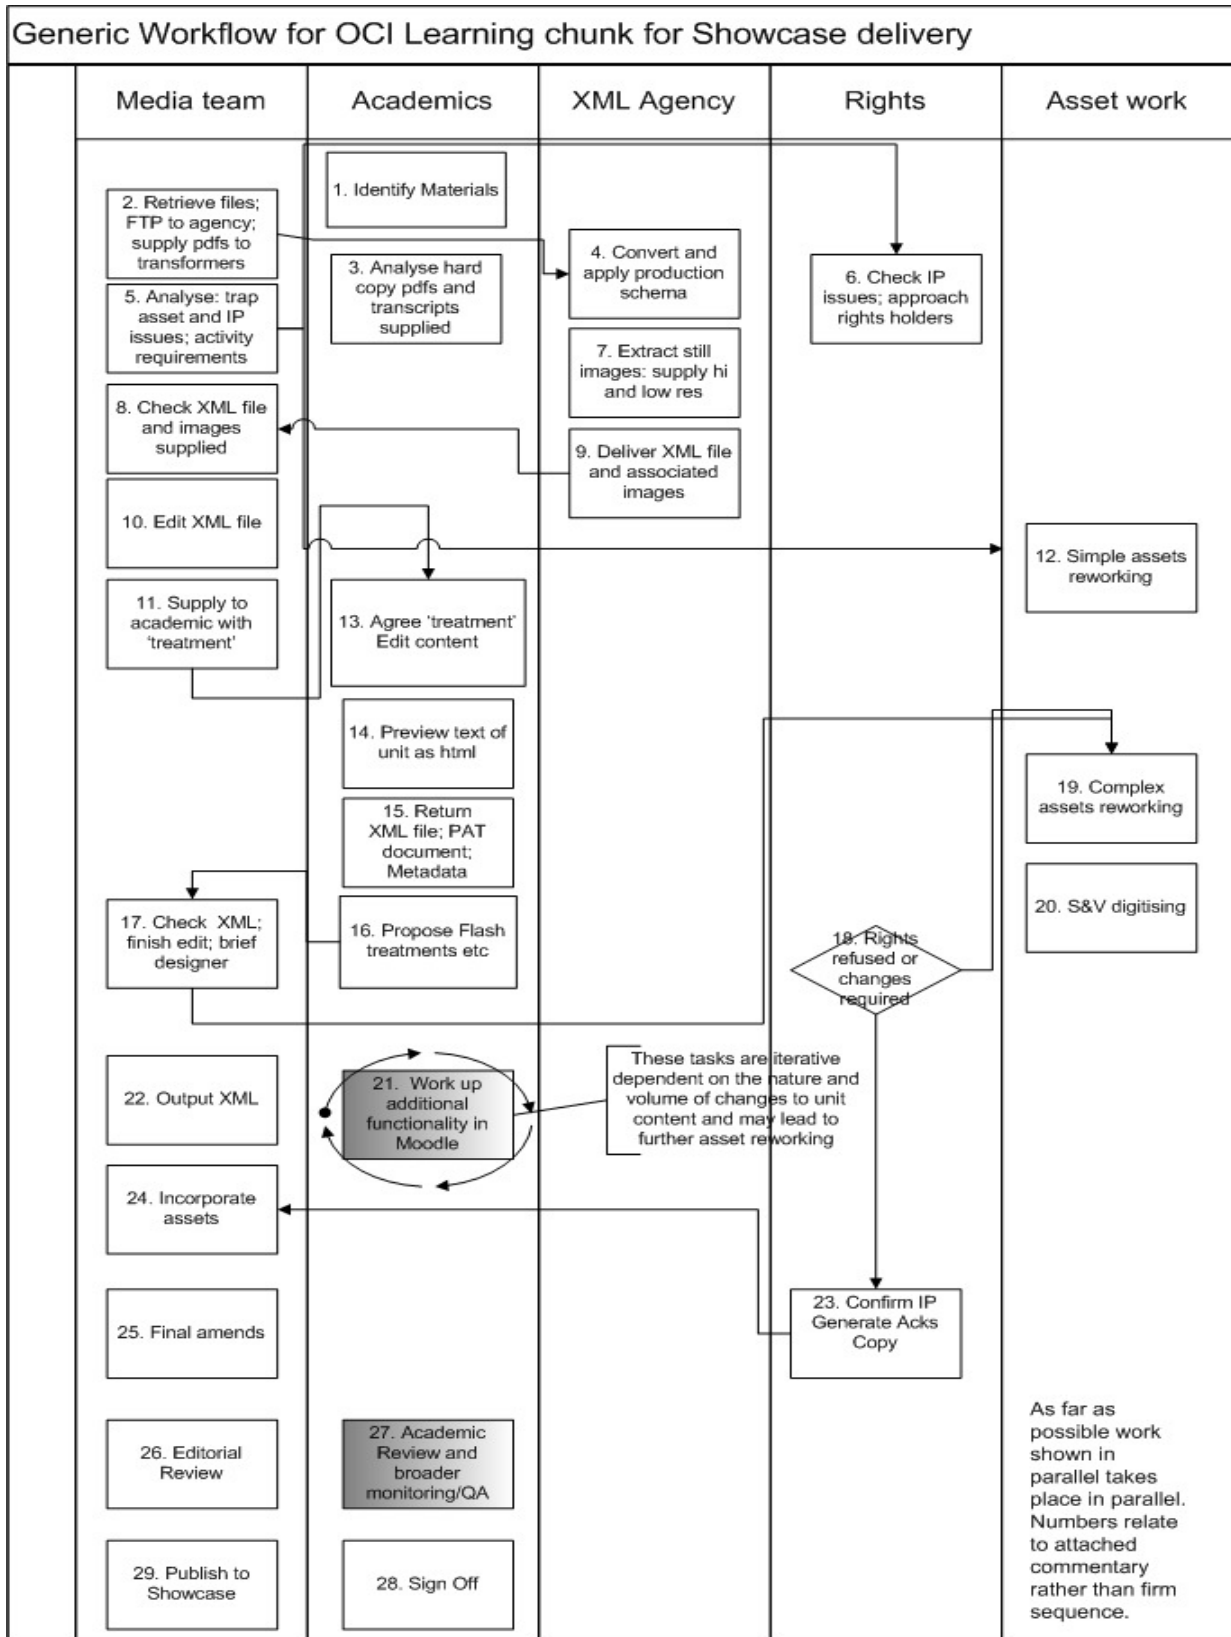 Generic Workflow for OCI Learning chunk for Showcase delivery
Media team
Academics
XML Agency
Rights
Asset work
1. Identify Materials
2. Retrieve files;
FTP to agency;
supply pdfs to
transformers
3. Analyse hard
copy pdfs and
transcripts
supplied
4. Convert and
apply production
schema
5. Analyse: trap
asset and IP
issues; activity
requirements
6. Check IP
issues; approach
rights holders
7. Extract still
images: supply hi
and low res
8. Check XML file
and images
supplied
9. Deliver XML file
and associated
images
10. Edit XML file
11. Supply to
academic with
‘treatment’
12. Simple assets
reworking
13. Agree ‘treatment’
Edit content
14. Preview text of
unit as html
15. Return
XML file; PAT
document;
Metadata
16. Propose Flash
treatments etc
17. Check XML;
finish edit; brief
designer
18. Rights
refused or
changes
required
19. Complex
assets reworking
20. S&V digitising
21. Work up
additional
functionality in
Moodle
These tasks are iterative
dependent on the nature and
volume of changes to unit
content and may lead to
further asset reworking
22. Output XML
23. Confirm IP
Generate Acks
Copy
24. Incorporate
assets
25. Final amends
26. Editorial
Review
27. Academic
Review and
broader
monitoring/QA
28. Sign Off
29. Publish to
Showcase
As far as
possible work
shown in
parallel takes
place in parallel.
Numbers relate
to attached
commentary
rather than firm
sequence.